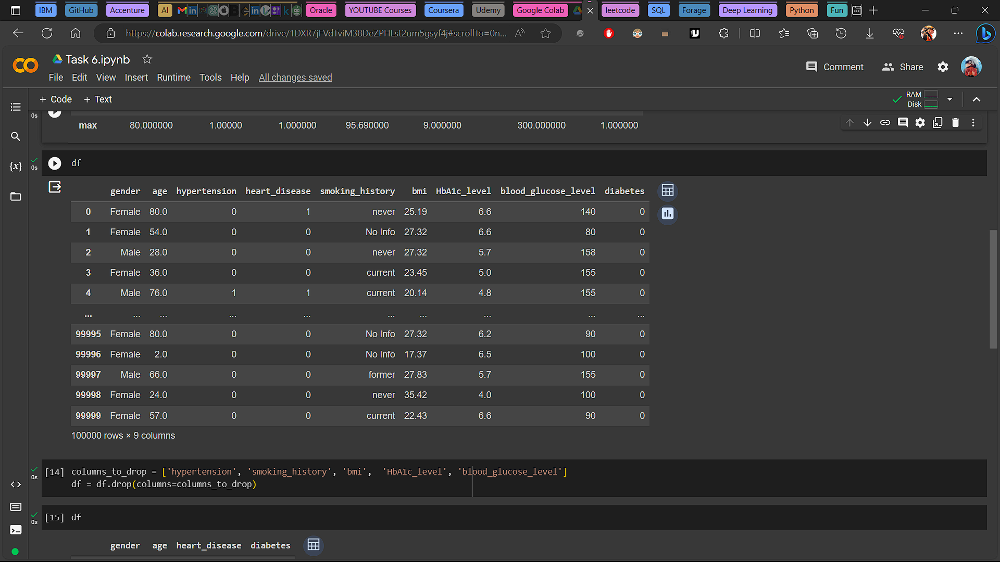 IBM GitHub Accenture AI Oracle YOUTUBE Courses Coursera Udemy Google Colab leetcode SQL Forage Deep Learning Python Fun
https://colab.research.google.com/drive/1DXR7jFVdTviM38DeZPHLst2um5gsyf4j#scrollTo=0n...
Task 6.ipynb
Comment Share
File Edit View Insert Runtime Tools Help All changes saved
+ Code + Text
RAM
Disk
0s
max 80.000000 1.00000 1.000000 95.690000 9.000000 300.000000 1.000000
0s df
gender age hypertension heart_disease smoking_history bmi HbA1c_level blood_glucose_level diabetes
0 Female 80.0 0 1 never 25.19 6.6 140 0
1 Female 54.0 0 0 No Info 27.32 6.6 80 0
2 Male 28.0 0 0 never 27.32 5.7 158 0
3 Female 36.0 0 0 current 23.45 5.0 155 0
4 Male 76.0 1 1 current 20.14 4.8 155 0
... ... ... ... ... ... ... ... ... ...
99995 Female 80.0 0 0 No Info 27.32 6.2 90 0
99996 Female 2.0 0 0 No Info 17.37 6.5 100 0
99997 Male 66.0 0 0 former 27.83 5.7 155 0
99998 Female 24.0 0 0 never 35.42 4.0 100 0
99999 Female 57.0 0 0 current 22.43 6.6 90 0
100000 rows × 9 columns
[14] columns_to_drop = ['hypertension', 'smoking_history', 'bmi',  'HbA1c_level', 'blood_glucose_level']
0s
df = df.drop(columns=columns_to_drop)
[15] df
0s
gender age heart_disease diabetes